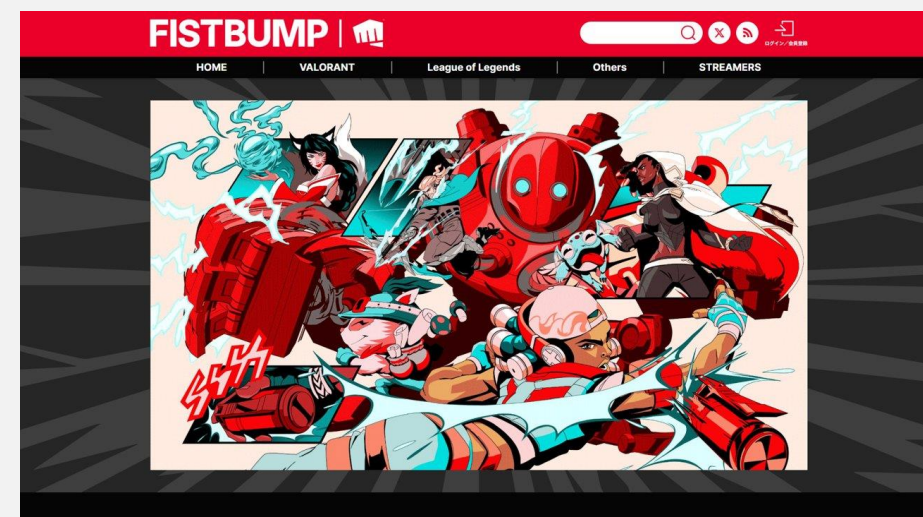 FISTBUMP
ログイン/会員登録
HOME
VALORANT
League of Legends
Others
STREAMERS